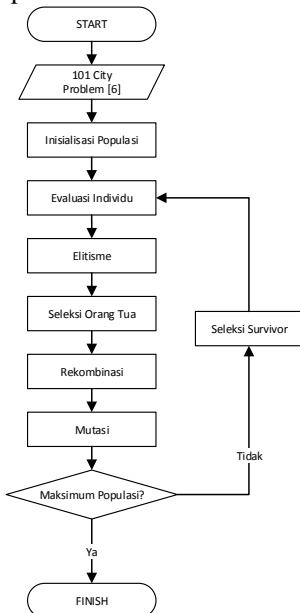 START
101 City
Problem [6]
Inisialisasi Populasi
Evaluasi Individu
Elitisme
Seleksi Orang Tua
Seleksi Survivor
Rekombinasi
Mutasi
Tidak
Maksimum Populasi?
Ya
FINISH